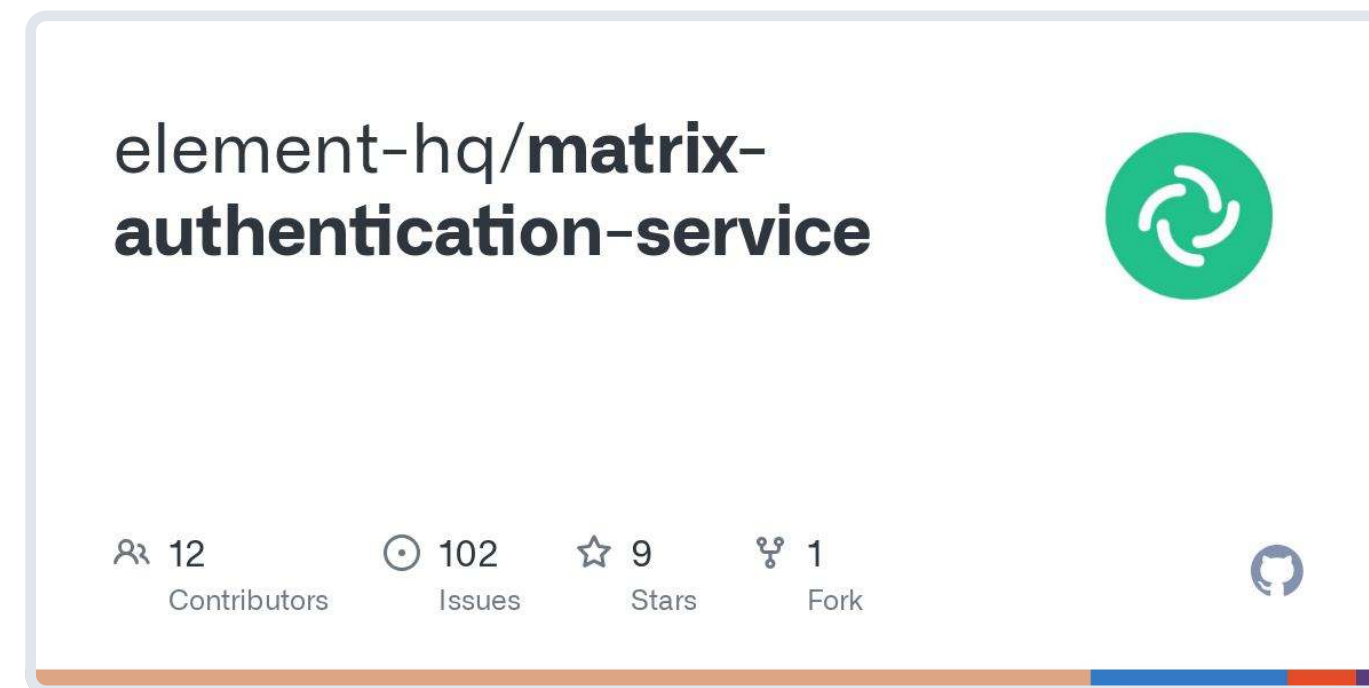 element-hq/matrix-
authentication-service
12 102 9 1
Contributors Issues Stars Fork